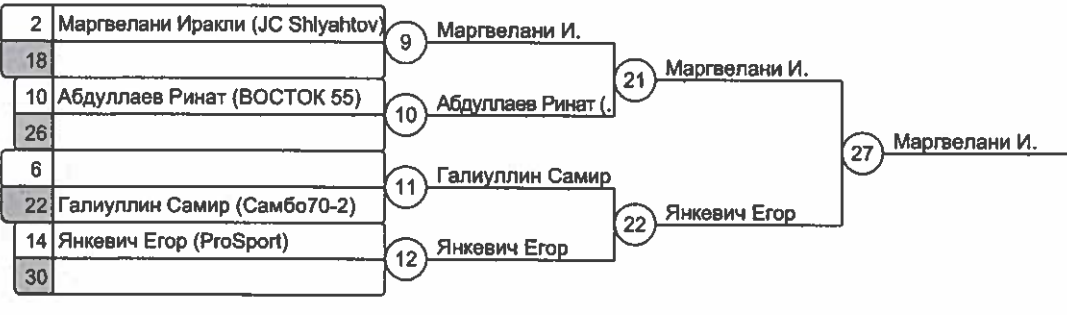 2 Маргвелани Иракли (JC Shlyahtov)
18
10 Абдуллаев Ринат (ВОСТОК 55)
26
6
22 Галиуллин Самир (Самбо70-2)
14 Янкевич Егор (ProSport)
30
9 Маргвелани И.
10 Абдуллаев Ринат (.
11 Галиуллин Самир
12 Янкевич Егор
21 Маргвелани И.
22 Янкевич Егор
27 Маргвелани И.